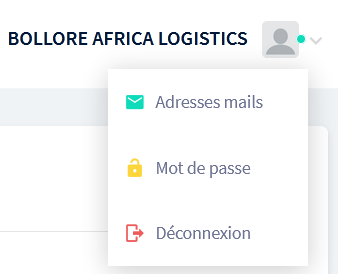 BOLLORE AFRICA LOGISTICS
Adresses mails
Mot de passe
Déconnexion